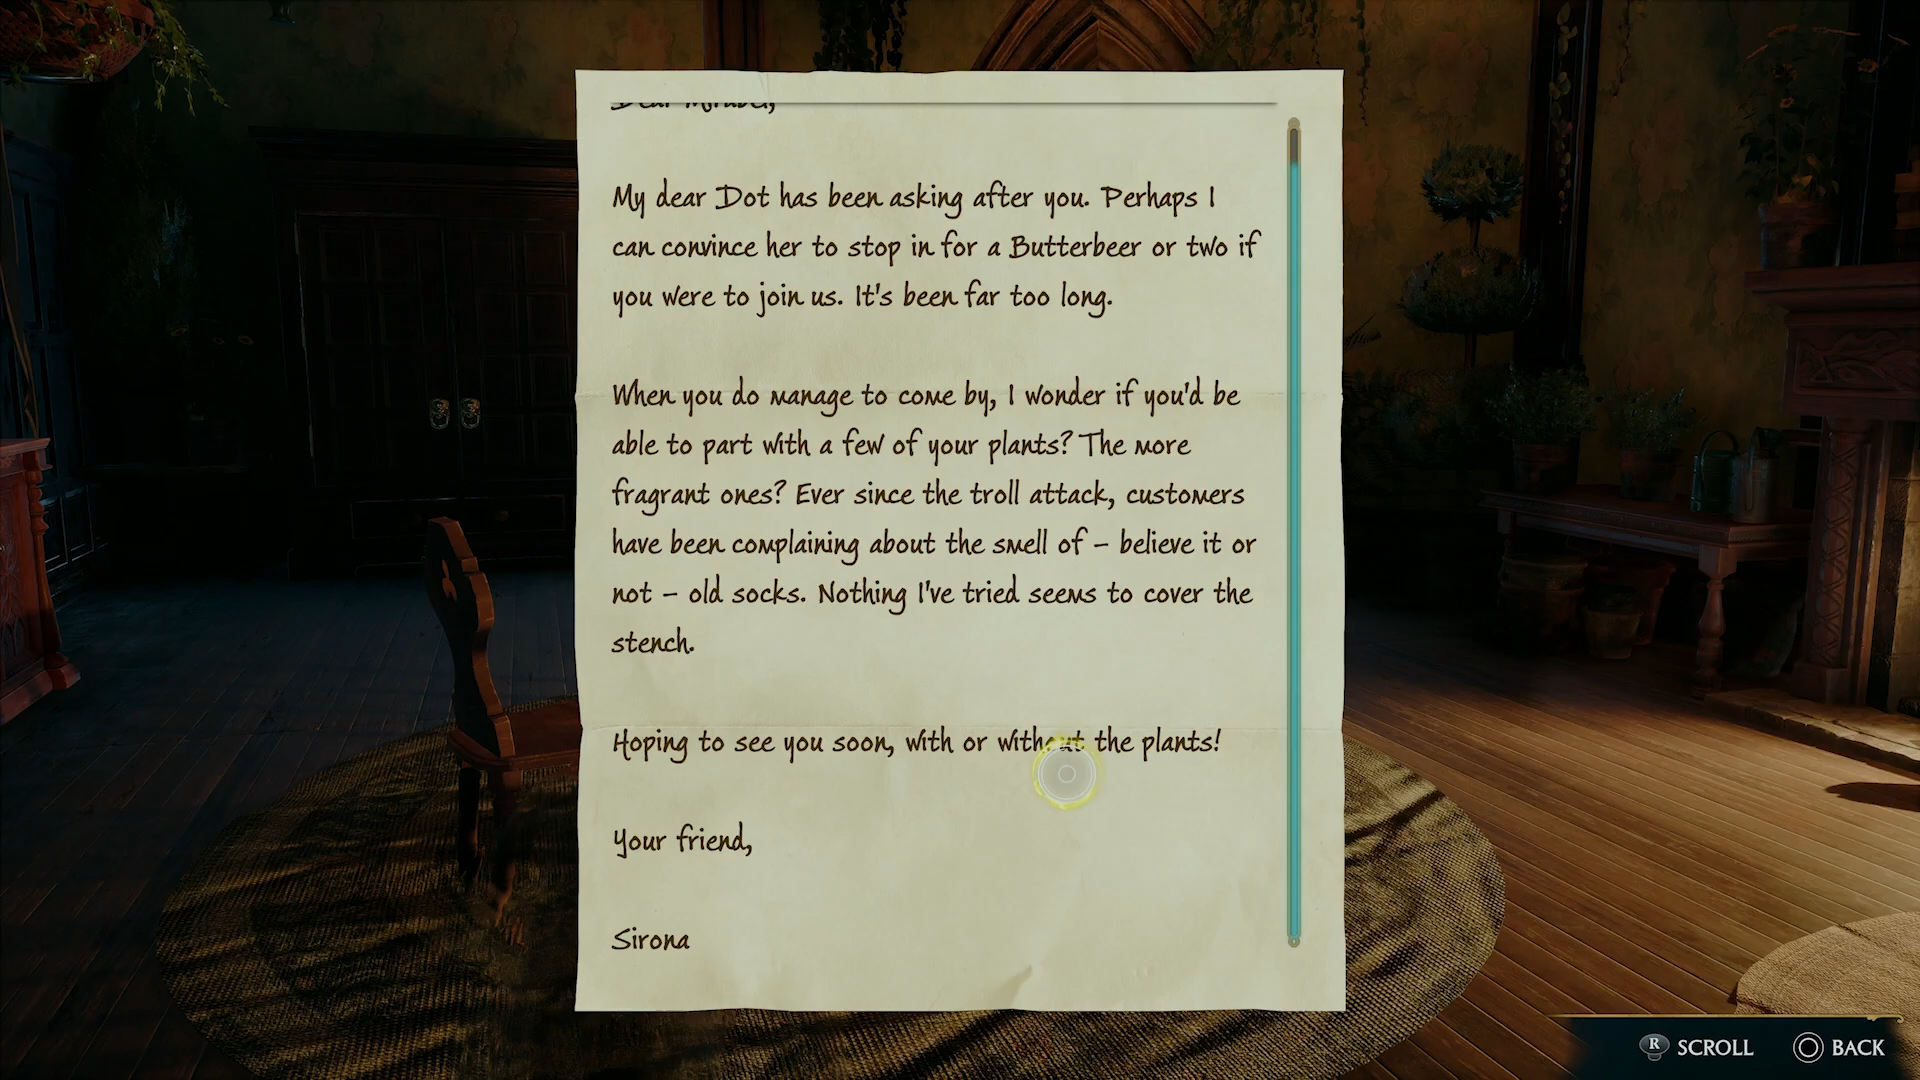 Dear
My dear Dot has been asking after you. Perhaps I
can convince her to stop in for a Butterbeer or two if
you were to join us. It's been far too long.
When you do manage to come by, I wonder if you'd be
able to part with a few of your plants? The more
fragrant ones? Ever since the troll attack, customers
have been complaining about the smell of – believe it or
not – old socks. Nothing I've tried seems to cover the
stench.
Hoping to see you soon, with or without the plants!
Your friend,
Sirona
R SCROLL BACK